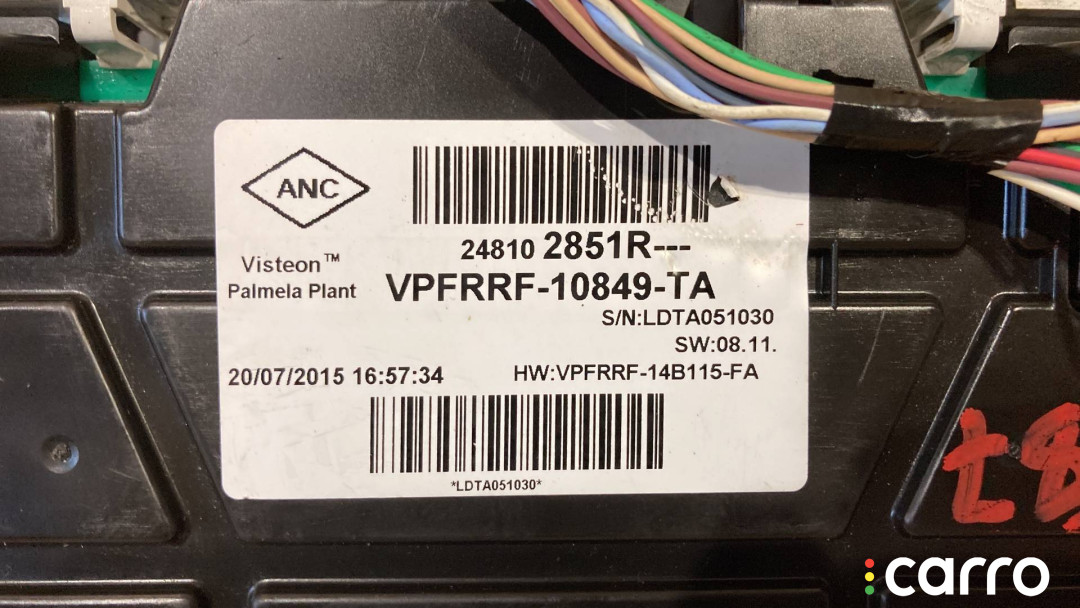 ANC
Visteon™
Palmela Plant
24810 2851R---
VPFRRF-10849-TA
S/N:LDTA051030
SW:08.11.
20/07/2015 16:57:34
HW:VPFRRF-14B115-FA
*LDTA051030*
carro